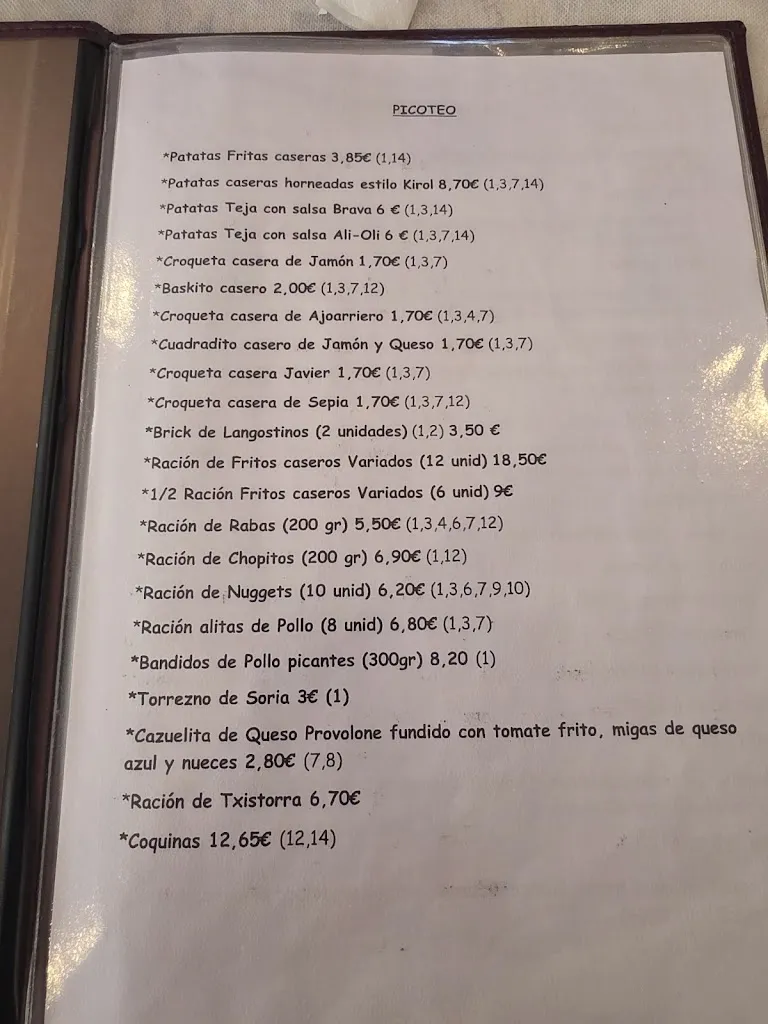 PICOTEO
*Patatas Fritas caseras 3,85€ (1,14)
*Patatas caseras horneadas estilo Kirol 8,70€ (1,3,7,14)
*Patatas Teja con salsa Brava 6 € (1,3,14)
*Patatas Teja con salsa Ali-Oli 6 € (1,3,7,14)
*Croqueta casera de Jamón 1,70€ (1,3,7)
*Baskito casero 2,00€ (1,3,7,12)
*Croqueta casera de Ajoarriero 1,70€ (1,3,4,7)
*Cuadradito casero de Jamón y Queso 1,70€ (1,3,7)
*Croqueta casera Javier 1,70€ (1,3,7)
*Croqueta casera de Sepia 1,70€ (1,3,7,12)
*Brick de Langostinos (2 unidades) (1,2) 3,50 €
*Ración de Fritos caseros Variados (12 unid) 18,50€
*1/2 Ración Fritos caseros Variados (6 unid) 9€
*Ración de Rabas (200 gr) 5,50€ (1,3,4,6,7,12)
*Ración de Chopitos (200 gr) 6,90€ (1,12)
*Ración de Nuggets (10 unid) 6,20€ (1,3,6,7,9,10)
*Ración alitas de Pollo (8 unid) 6,80€ (1,3,7)
*Bandidos de Pollo picantes (300gr) 8,20 (1)
*Torrezno de Soria 3€ (1)
*Cazuelita de Queso Provolone fundido con tomate frito, migas de queso
azul y nueces 2,80€ (7,8)
*Ración de Txistorra 6,70€
*Coquinas 12,65€ (12,14)